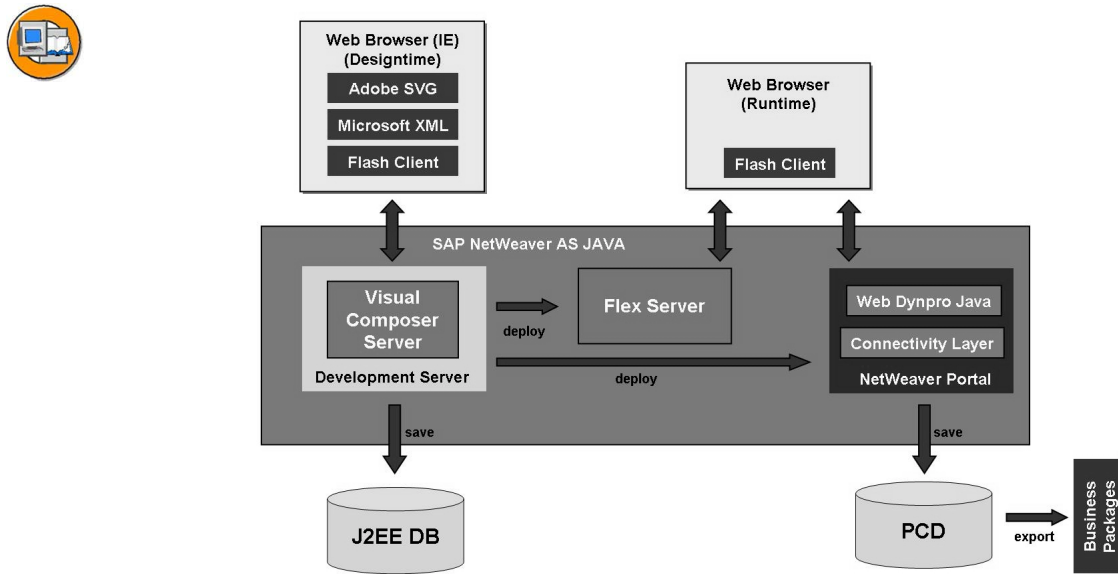 Web Browser (IE)
(Designtime)
Adobe SVG
Microsoft XML
Flash Client
Web Browser
(Runtime)
Flash Client
SAP NetWeaver AS JAVA
Visual
Composer
Server
Development Server
deploy
Flex Server
deploy
Web Dynpro Java
Connectivity Layer
NetWeaver Portal
save
save
J2EE DB
PCD
export
Business
Packages